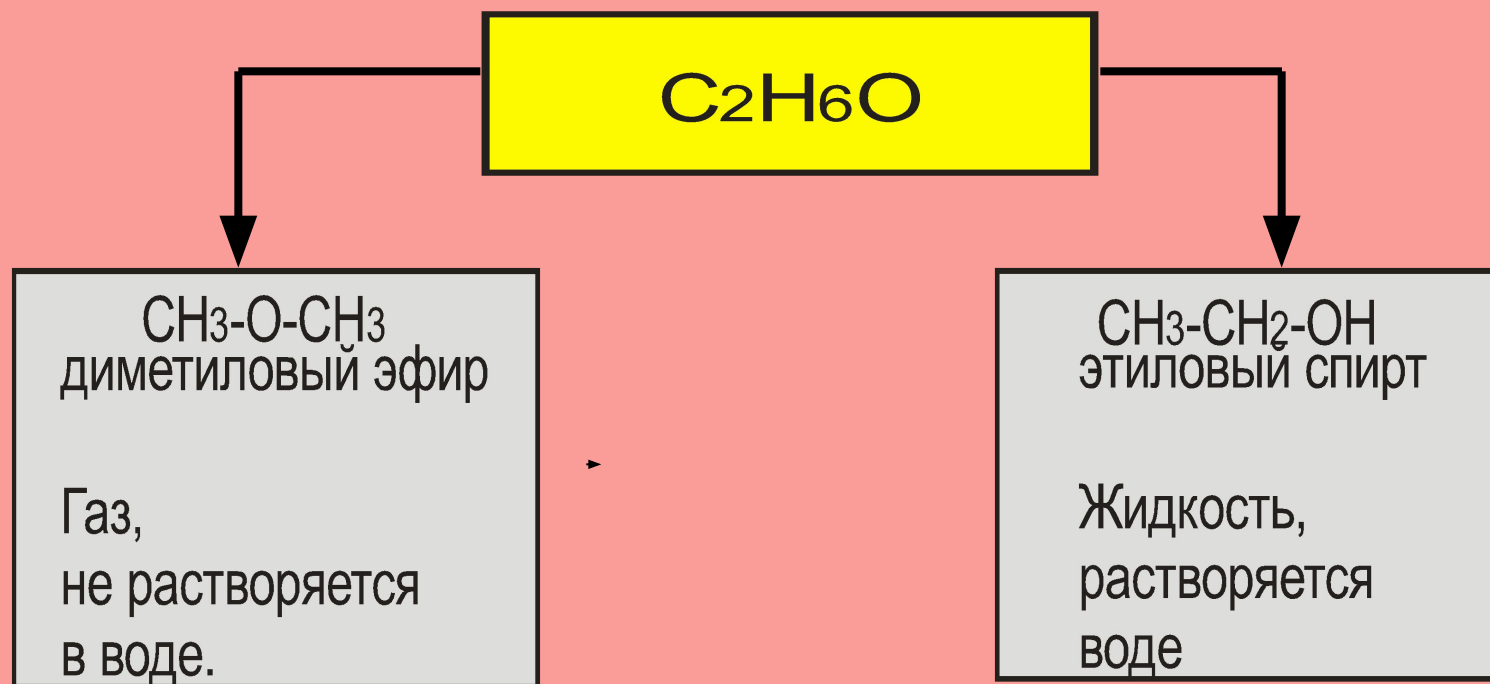 C2H6O
CH3-O-CH3
диметиловый эфир
Газ,
не растворяется
в воде.
CH3-CH2-OH
этиловый спирт
Жидкость,
растворяется
воде